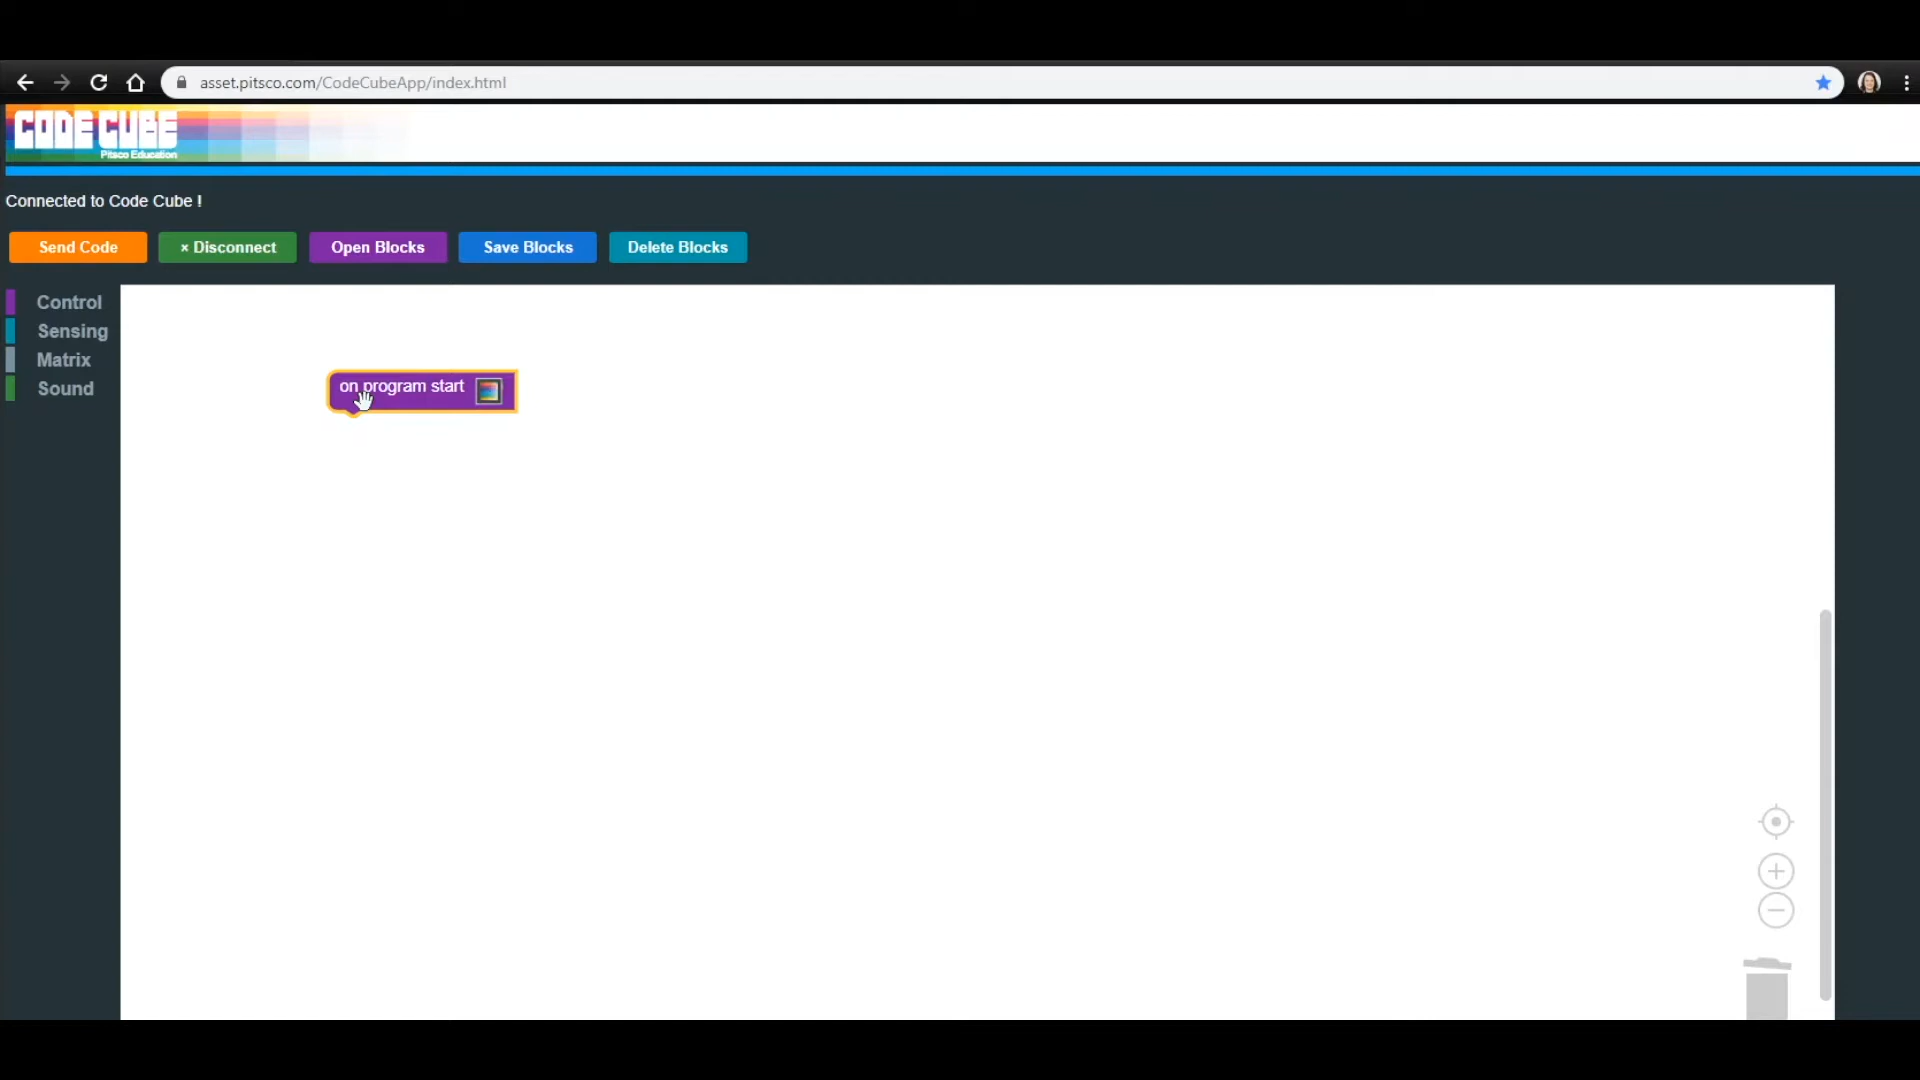 asset.pitsco.com/CodeCubeApp/index.html
CODE CUBE
Pitsco Education
Connected to Code Cube !
Send Code
× Disconnect
Open Blocks
Save Blocks
Delete Blocks
Control
Sensing
Matrix
Sound
on program start